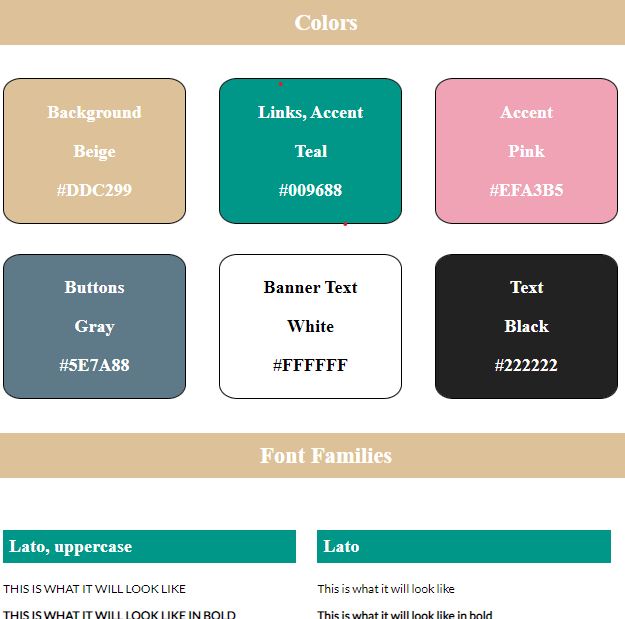 Colors
Background
Beige
#DDC299
Links, Accent
Teal
#009688
Accent
Pink
#EFA3B5
Buttons
Gray
#5E7A88
Banner Text
White
#FFFFFF
Text
Black
#222222
Font Families
Lato, uppercase
THIS IS WHAT IT WILL LOOK LIKE
THIS IS WHAT IT WILL LOOK LIKE IN BOLD
Lato
This is what it will look like
This is what it will look like in bold